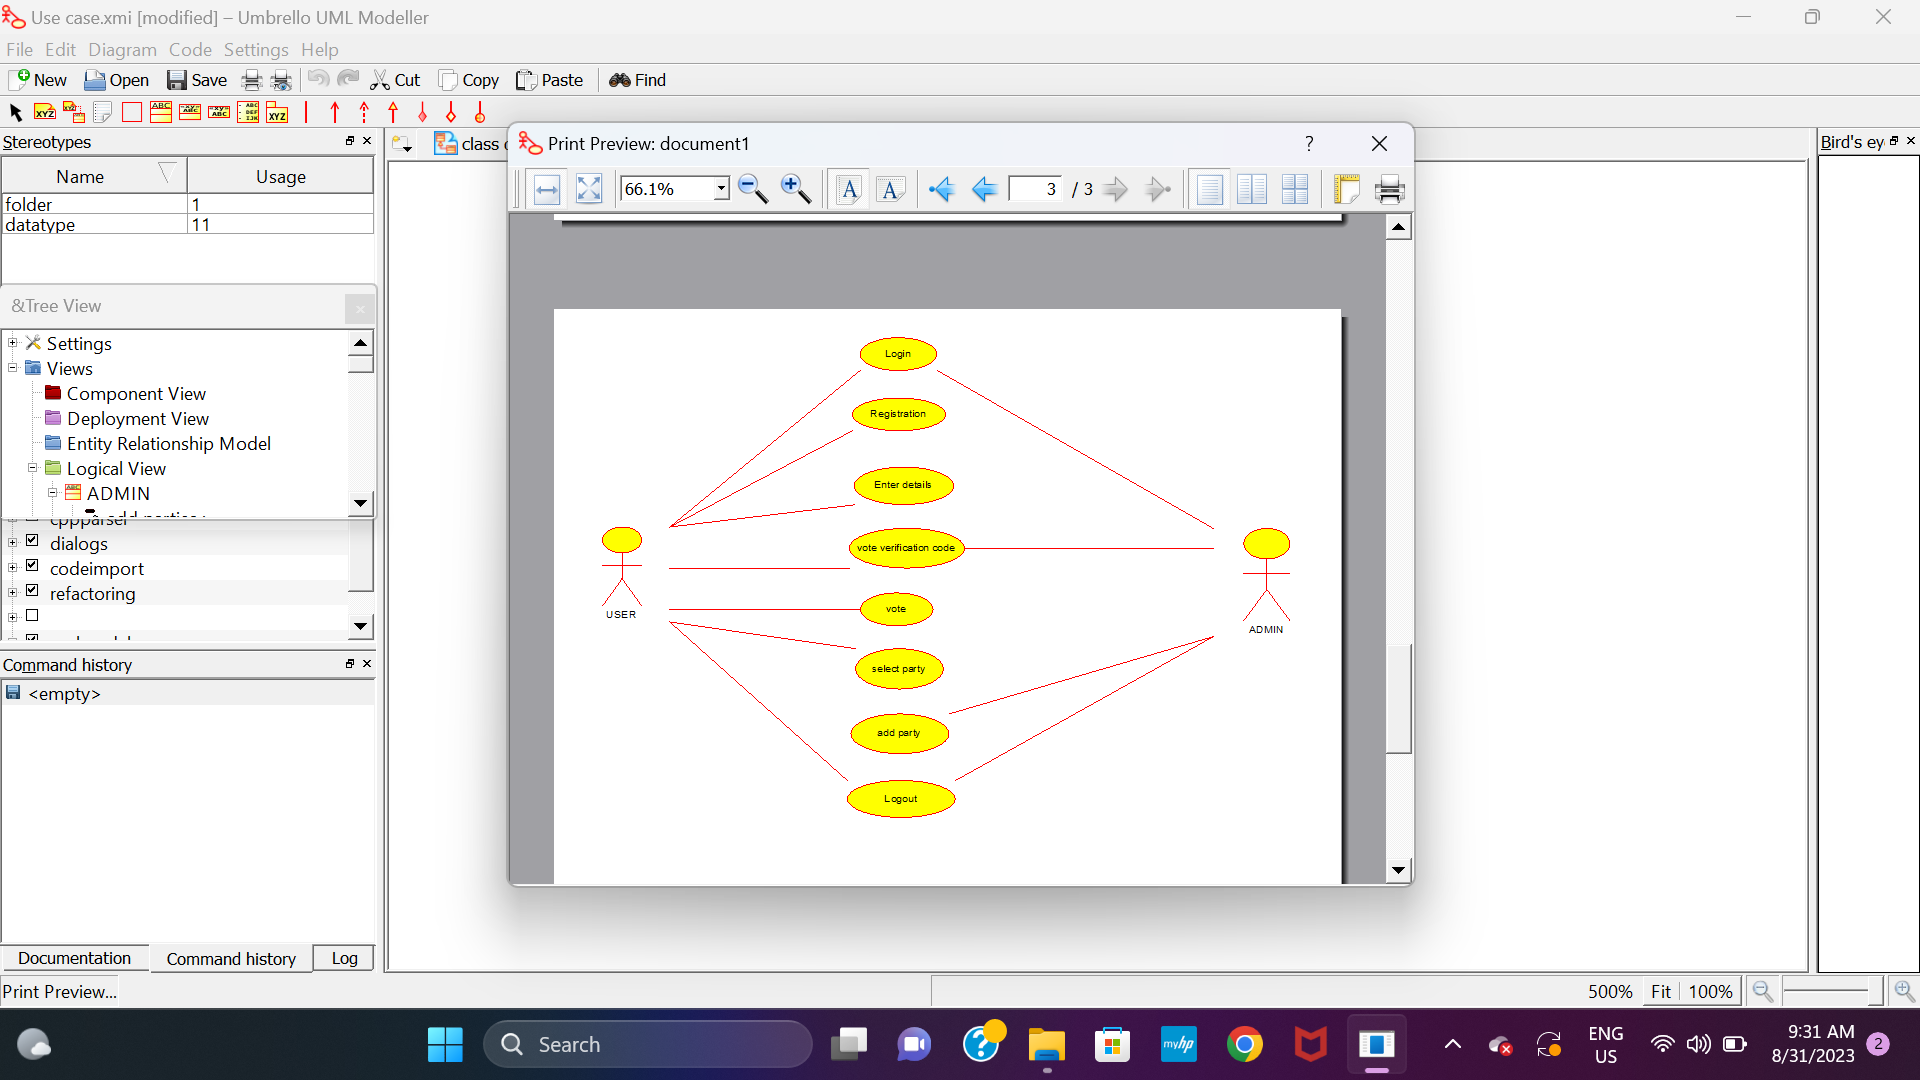 Use case.xmi [modified] – Umbrello UML Modeller
File Edit Diagram Code Settings Help
New Open Save Cut Copy Paste Find
Stereotypes
Name Usage
folder 1
datatype 11
&Tree View
Settings
Views
Component View
Deployment View
Entity Relationship Model
Logical View
ADMIN
cppparser
dialogs
codeimport
refactoring
Command history
<empty>
Documentation Command history Log
Print Preview...
class
Print Preview: document1
?
66.1% 3 / 3
Login
Registration
Enter details
vote verification code
vote
select party
add party
Logout
USER
ADMIN
Bird's ey
500% Fit 100%
Search
ENG
US
9:31 AM
8/31/2023
2